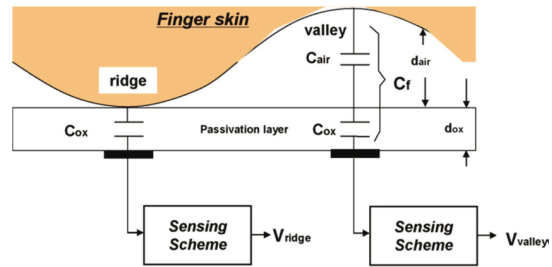 Finger skin
valley
Cair
dair
ridge
Cf
Cox
Passivation layer
Cox
dox
Sensing
Scheme
Vridge
Sensing
Scheme
Vvalley